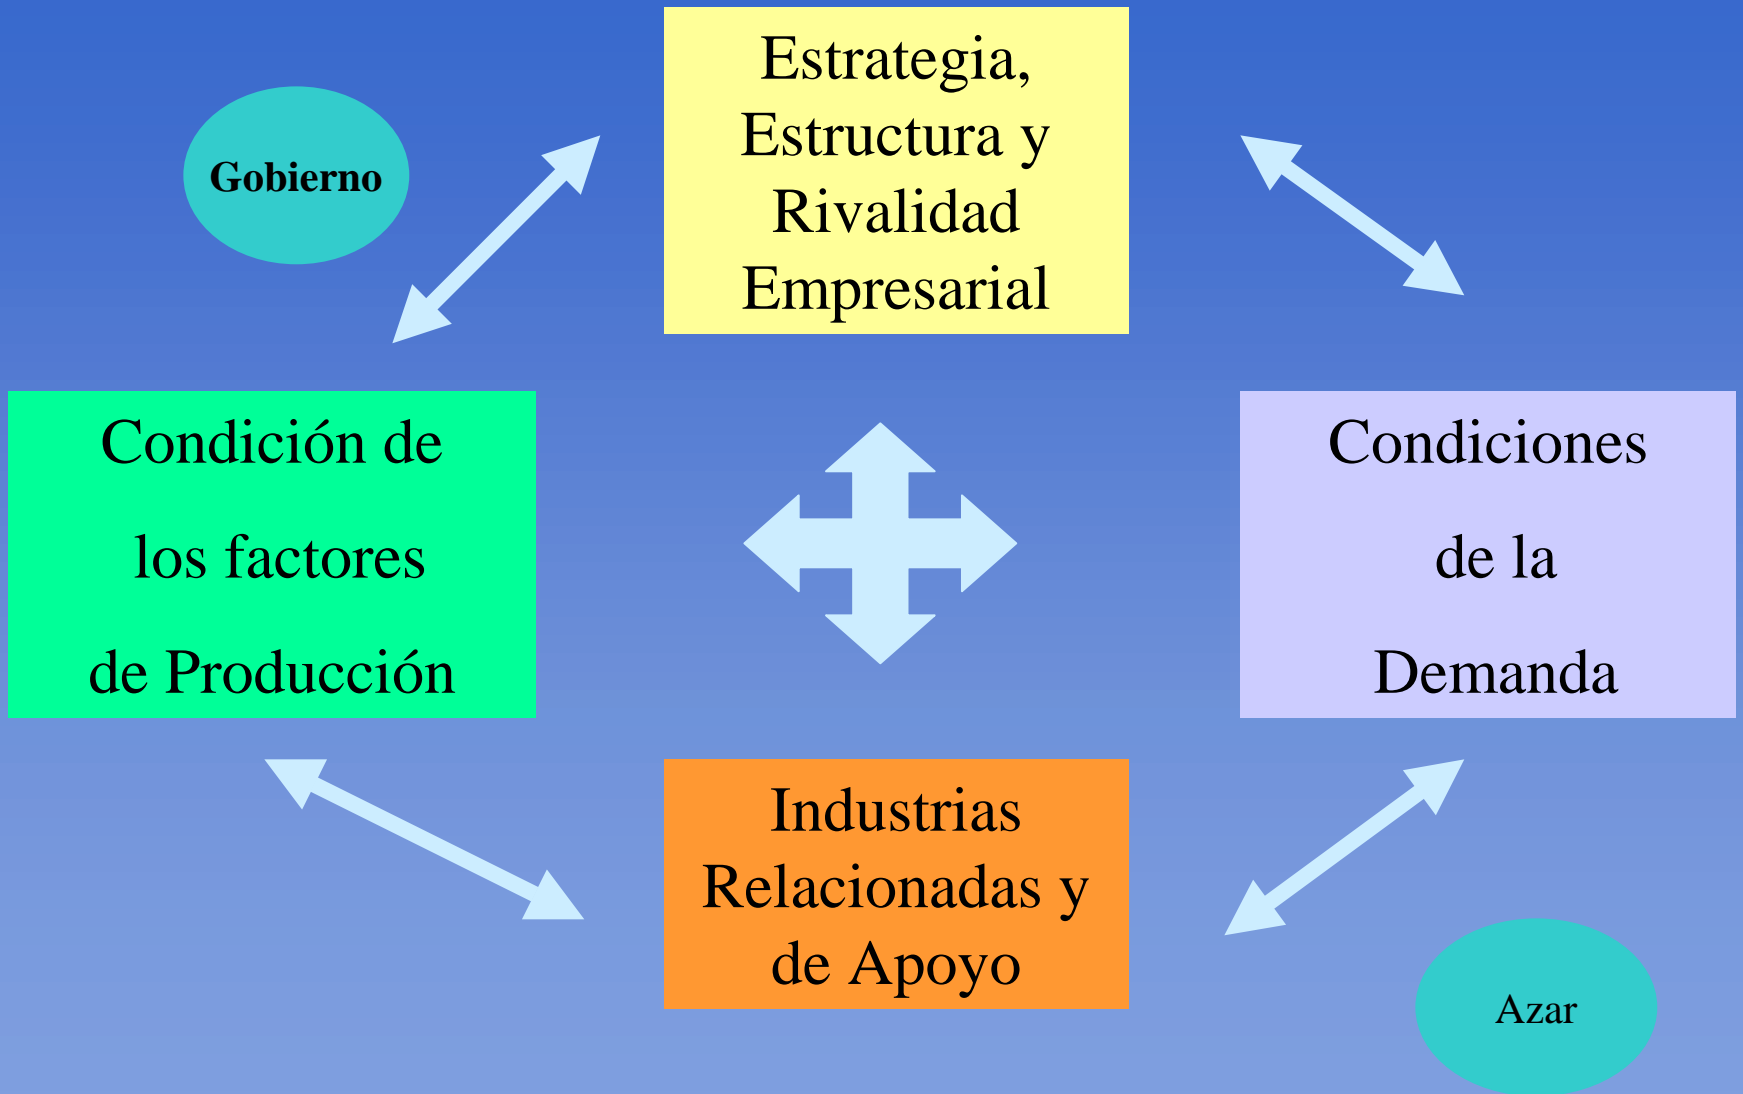 Estrategia,
Estructura y
Rivalidad
Empresarial
Gobierno
Condición de
los factores
de Producción
Condiciones
de la
Demanda
Industrias
Relacionadas y
de Apoyo
Azar